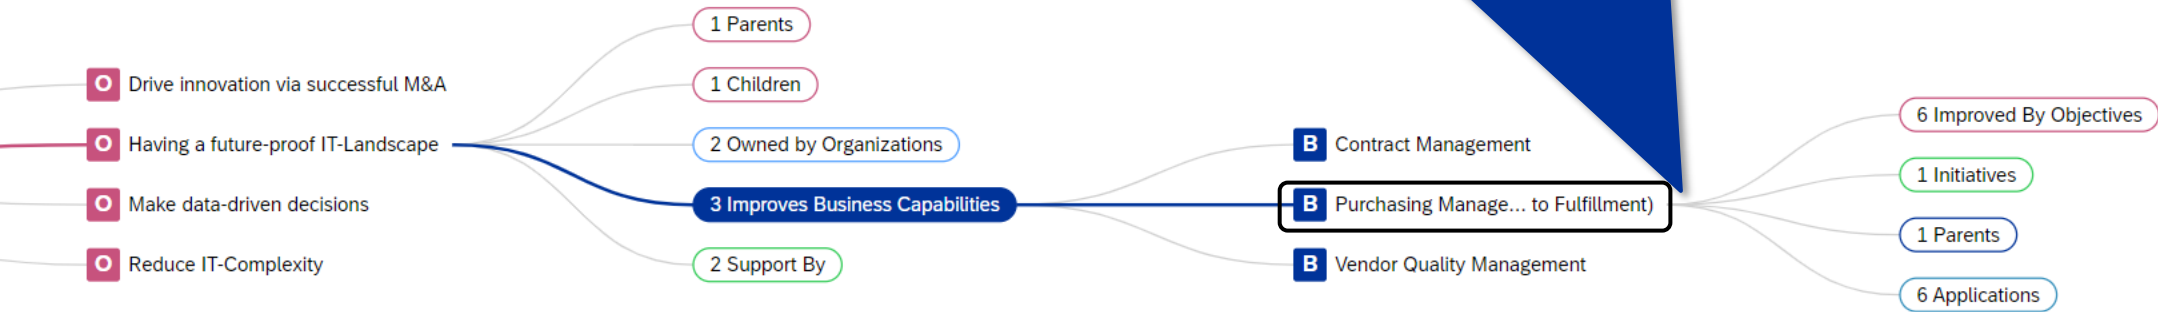 O Drive innovation via successful M&A
O Having a future-proof IT-Landscape
O Make data-driven decisions
O Reduce IT-Complexity
1 Parents
1 Children
2 Owned by Organizations
3 Improves Business Capabilities
2 Support By
B Contract Management
B Purchasing Manage... to Fulfillment)
B Vendor Quality Management
6 Improved By Objectives
1 Initiatives
1 Parents
6 Applications